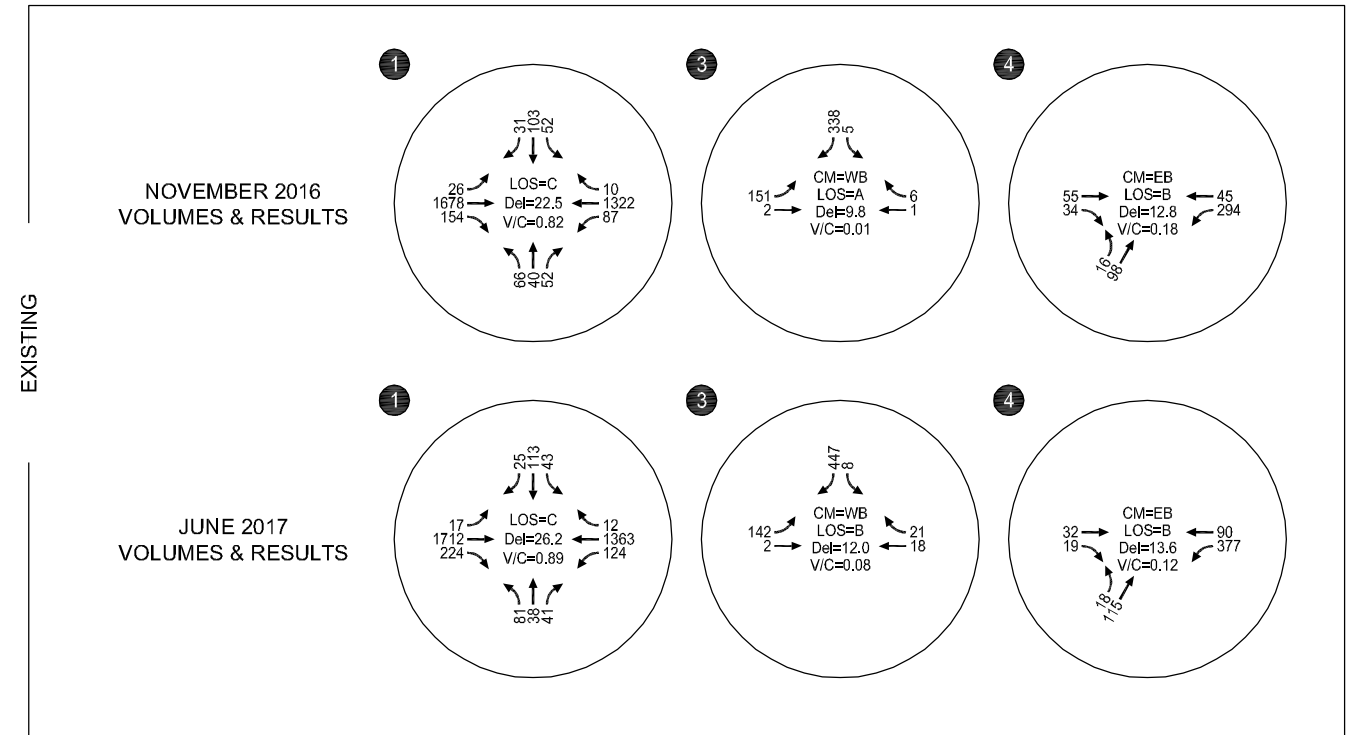 EXISTING
NOVEMBER 2016
VOLUMES & RESULTS
1
31 103 52
26
1678
154
LOS=C
Del=22.5
V/C=0.82
10
1322
87
66 40 52
3
338 5
151
2
CM=WB
LOS=A
Del=9.8
V/C=0.01
6
1
4
55
34
CM=EB
LOS=B
Del=12.8
V/C=0.18
45
294
16
98
JUNE 2017
VOLUMES & RESULTS
1
25 113 43
17
1712
224
LOS=C
Del=26.2
V/C=0.89
12
1363
124
81 38 41
3
447 8
142
2
CM=WB
LOS=B
Del=12.0
V/C=0.08
21
18
4
32
19
CM=EB
LOS=B
Del=13.6
V/C=0.12
90
377
18
115